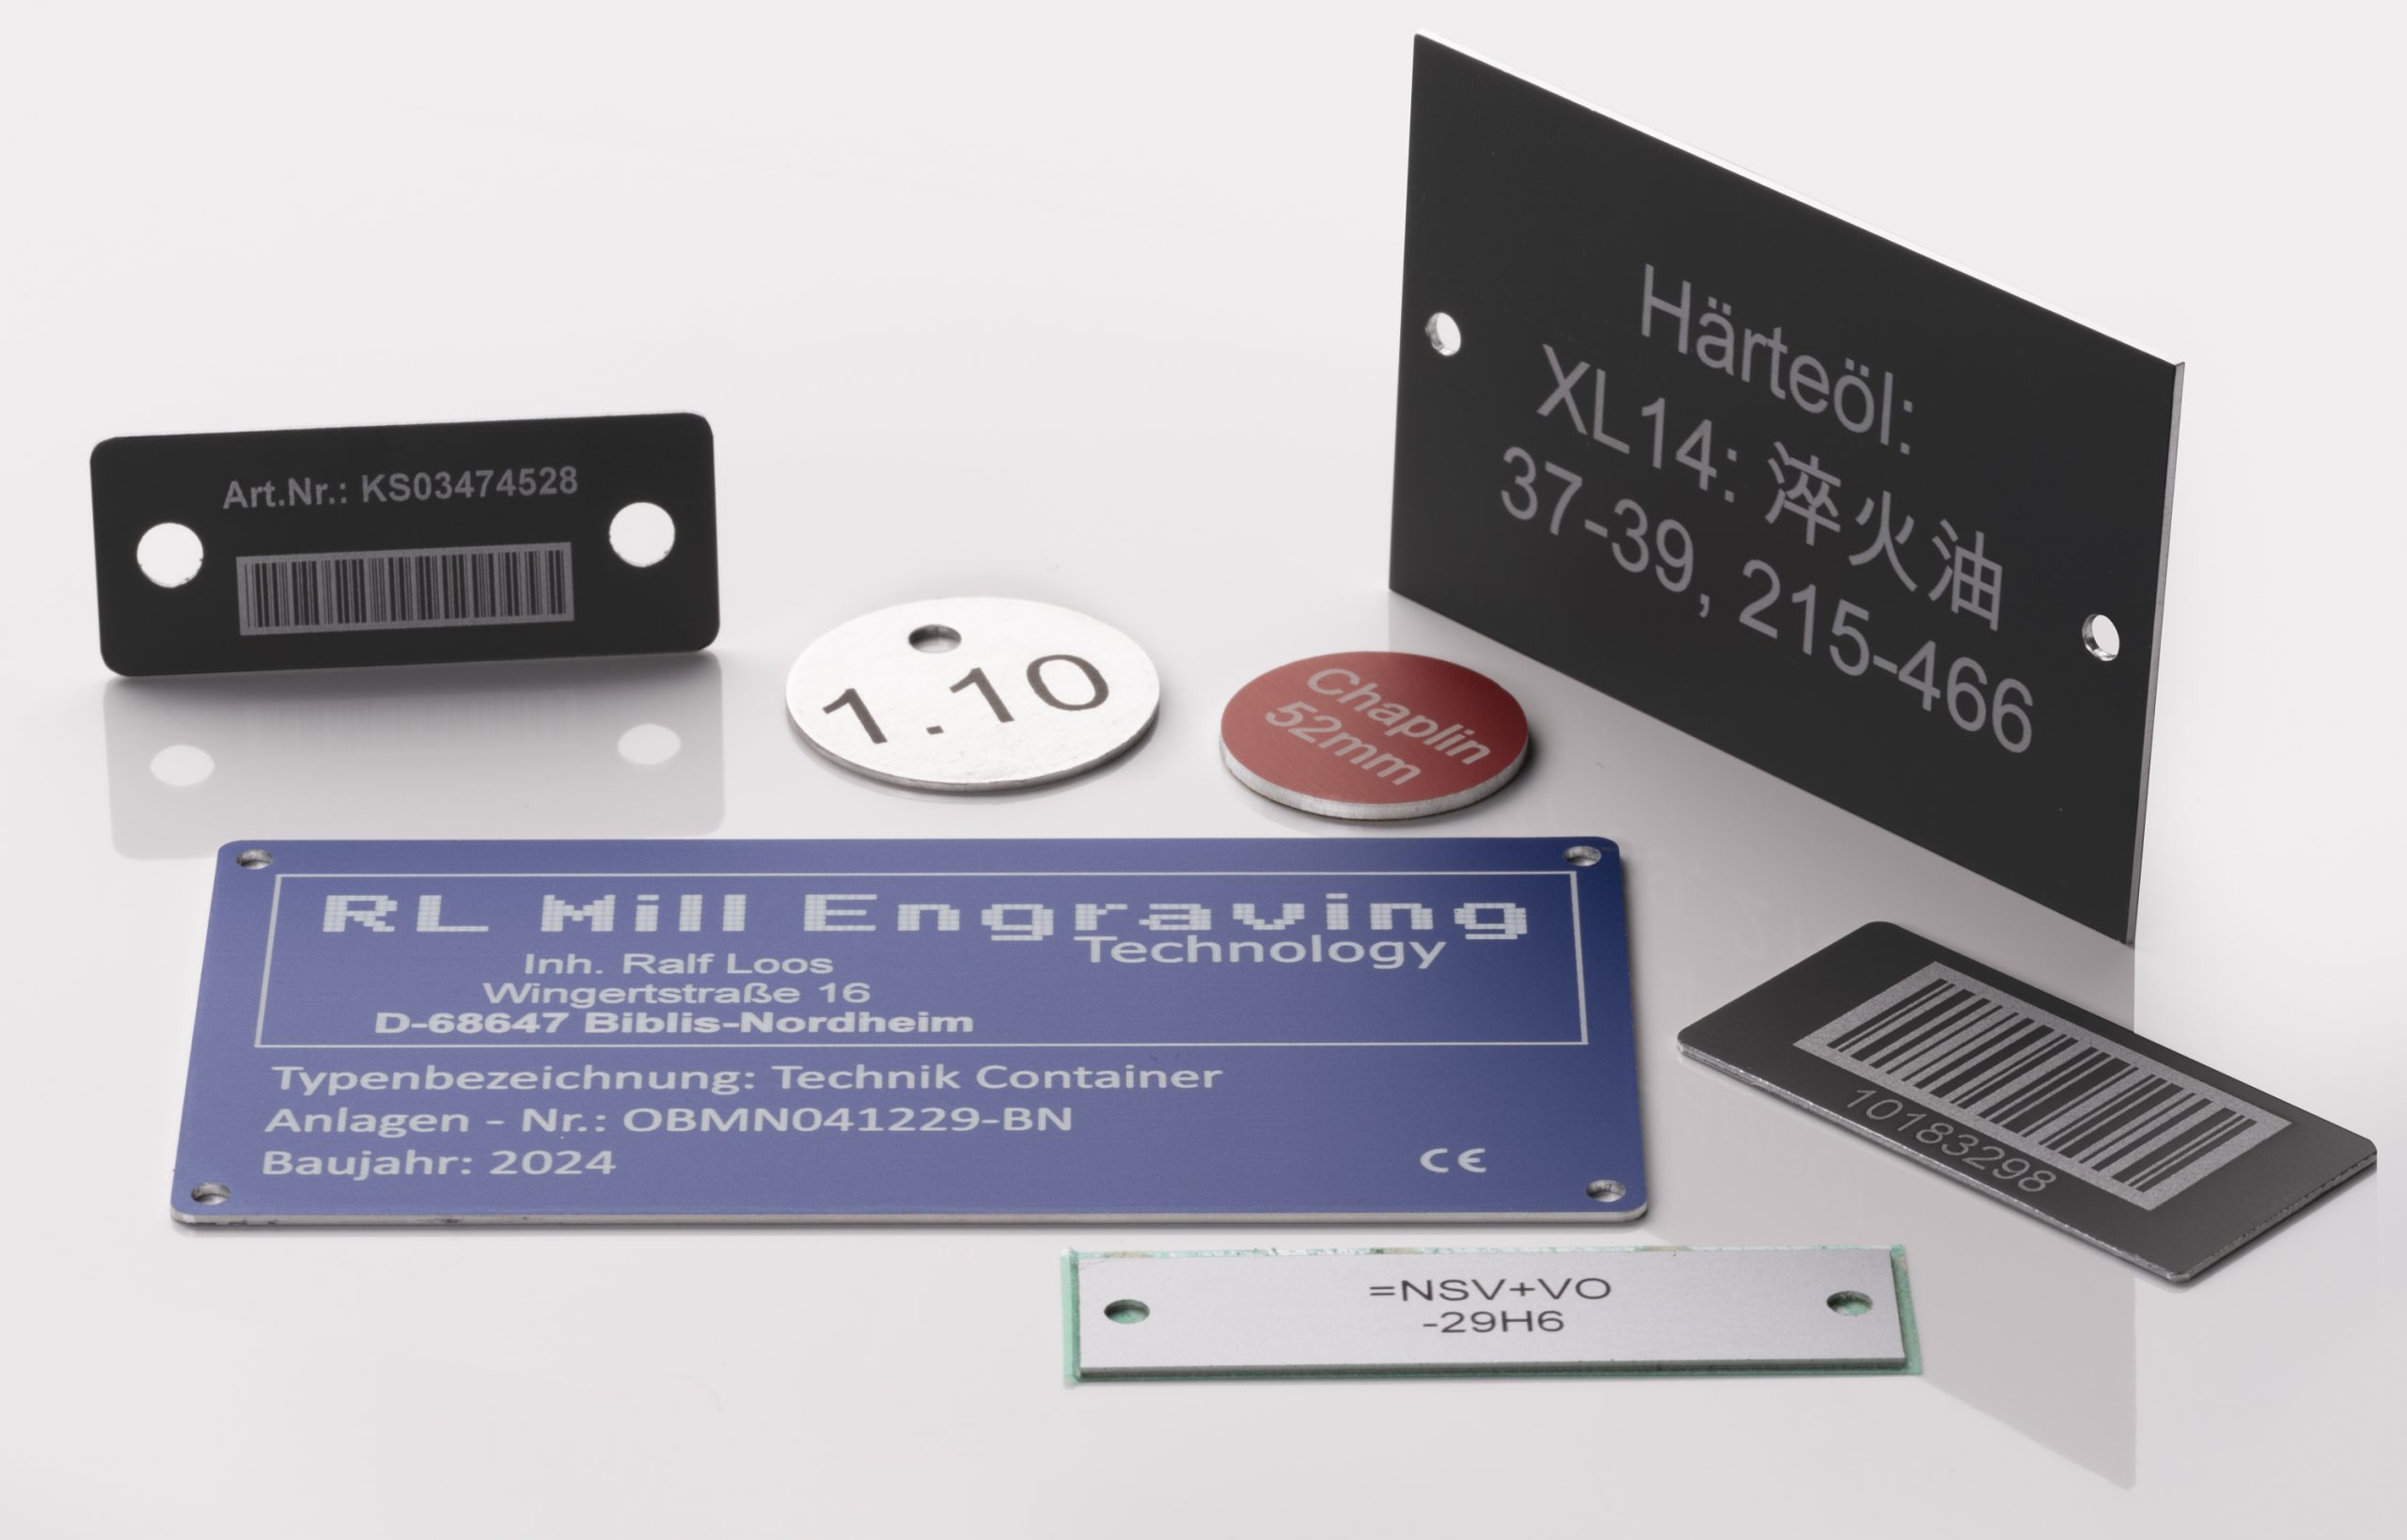 Art.Nr.: KS03474528
1.10
Chaplin
52mm
Härteöl:
XL14: 淬火油
37-39, 215-466
RL Mill Engraving
Technology
Inh. Ralf Loos
Wingertstraße 16
D-68647 Biblis-Nordheim
Typenbezeichnung: Technik Container
Anlagen - Nr.: OBMN041229-BN
Baujahr: 2024
CE
10183298
=NSV+VO
-29H6